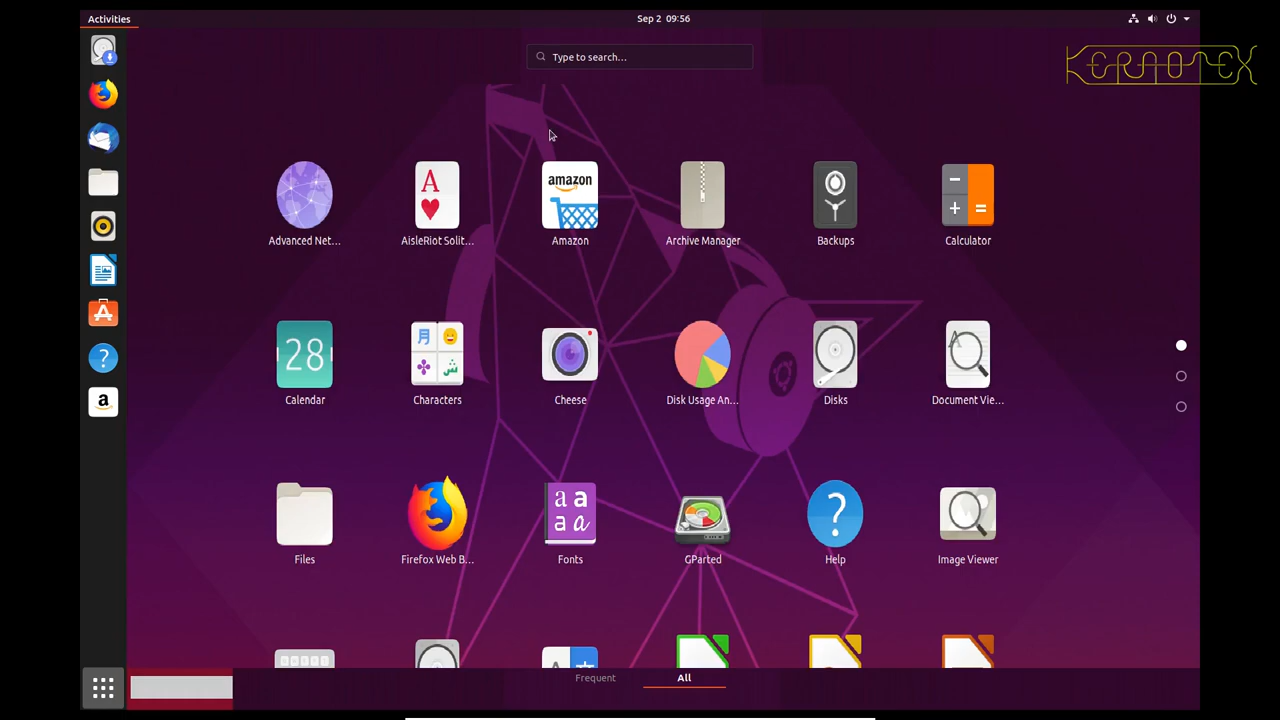 Activities
Sep 2 09:56
KERAOTEX
Type to search...
amazon
A
Advanced Net...
AisleRiot Solit...
Amazon
Archive Manager
Backups
Calculator
28
月
ش
A
Calendar
Characters
Cheese
Disk Usage An...
Disks
Document Vie...
a a
a a
?
?
a
Files
Firefox Web B...
Fonts
GParted
Help
Image Viewer
Frequent
All